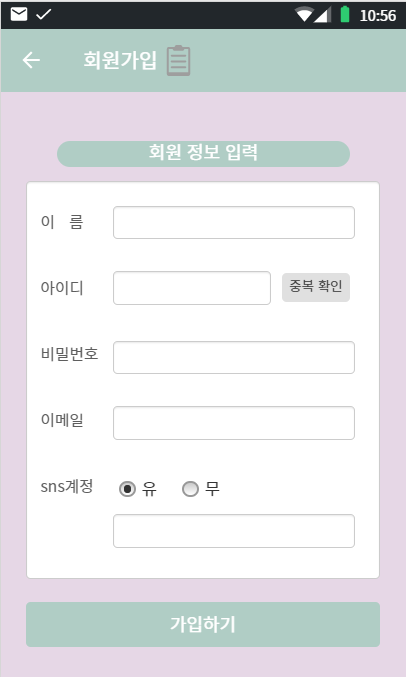 10:56
회원가입
회원 정보 입력
이 름
아이디 중복 확인
비밀번호
이메일
sns계정 유 무
가입하기